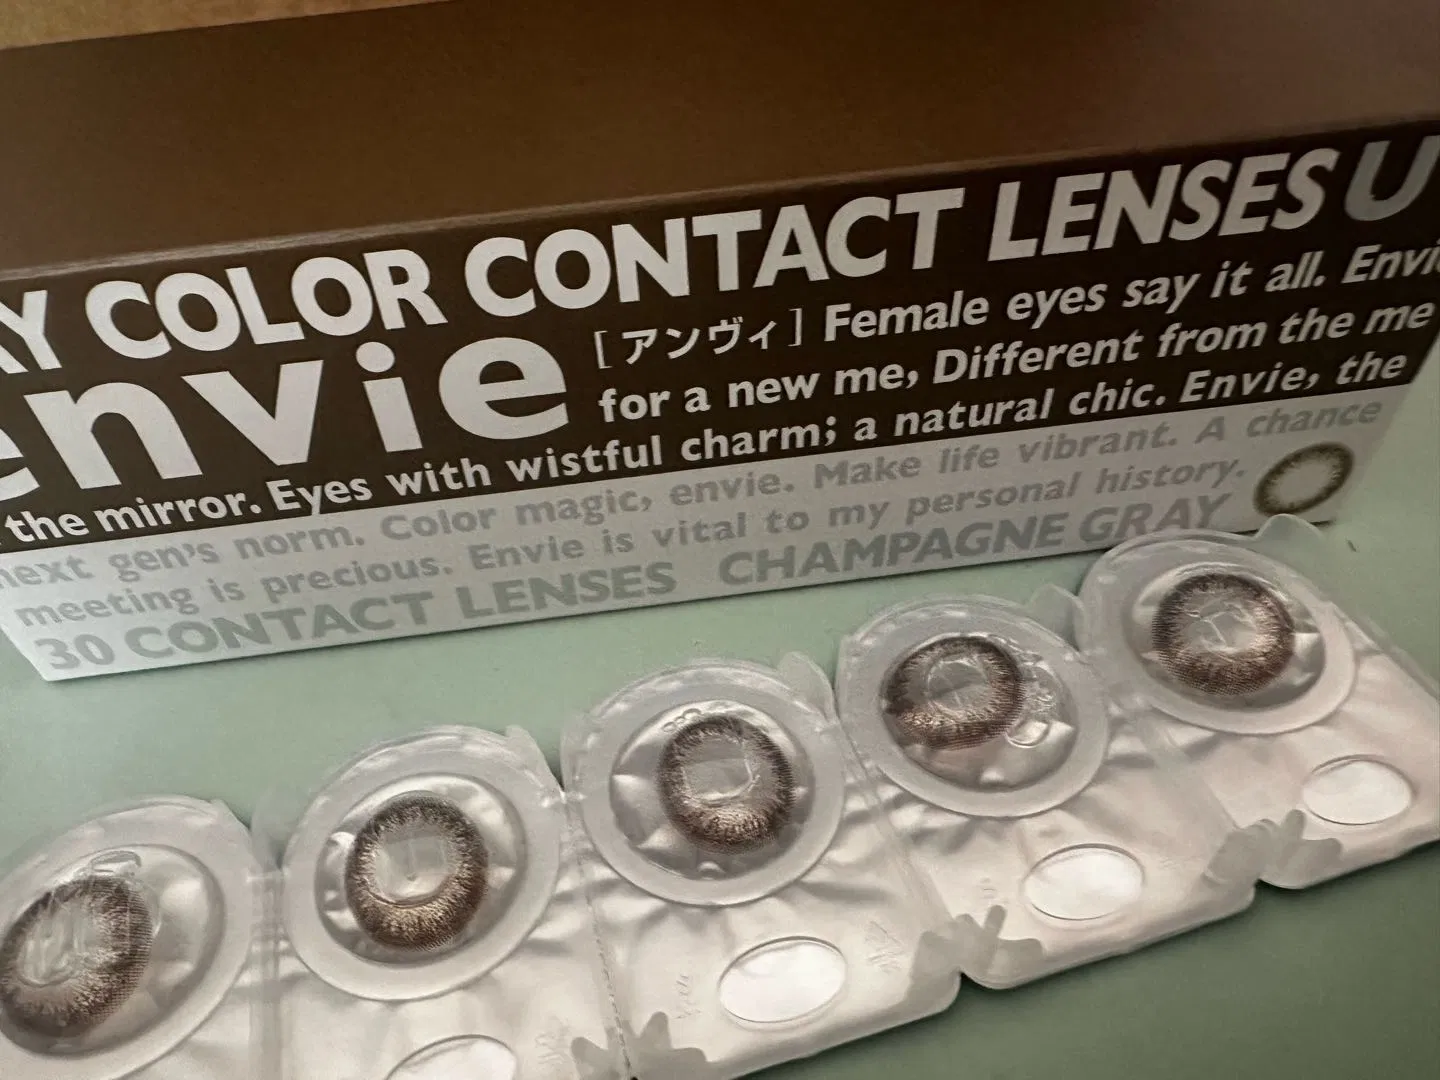 AY COLOR CONTACT LENSES U
envie
[アンヴィ] Female eyes say it all. Envie
for a new me, Different from the me
the mirror. Eyes with wistful charm; a natural chic. Envie, the
next gen's norm. Color magic, envie. Make life vibrant. A chance
meeting is precious. Envie is vital to my personal history.
30 CONTACT LENSES CHAMPAGNE GRAY